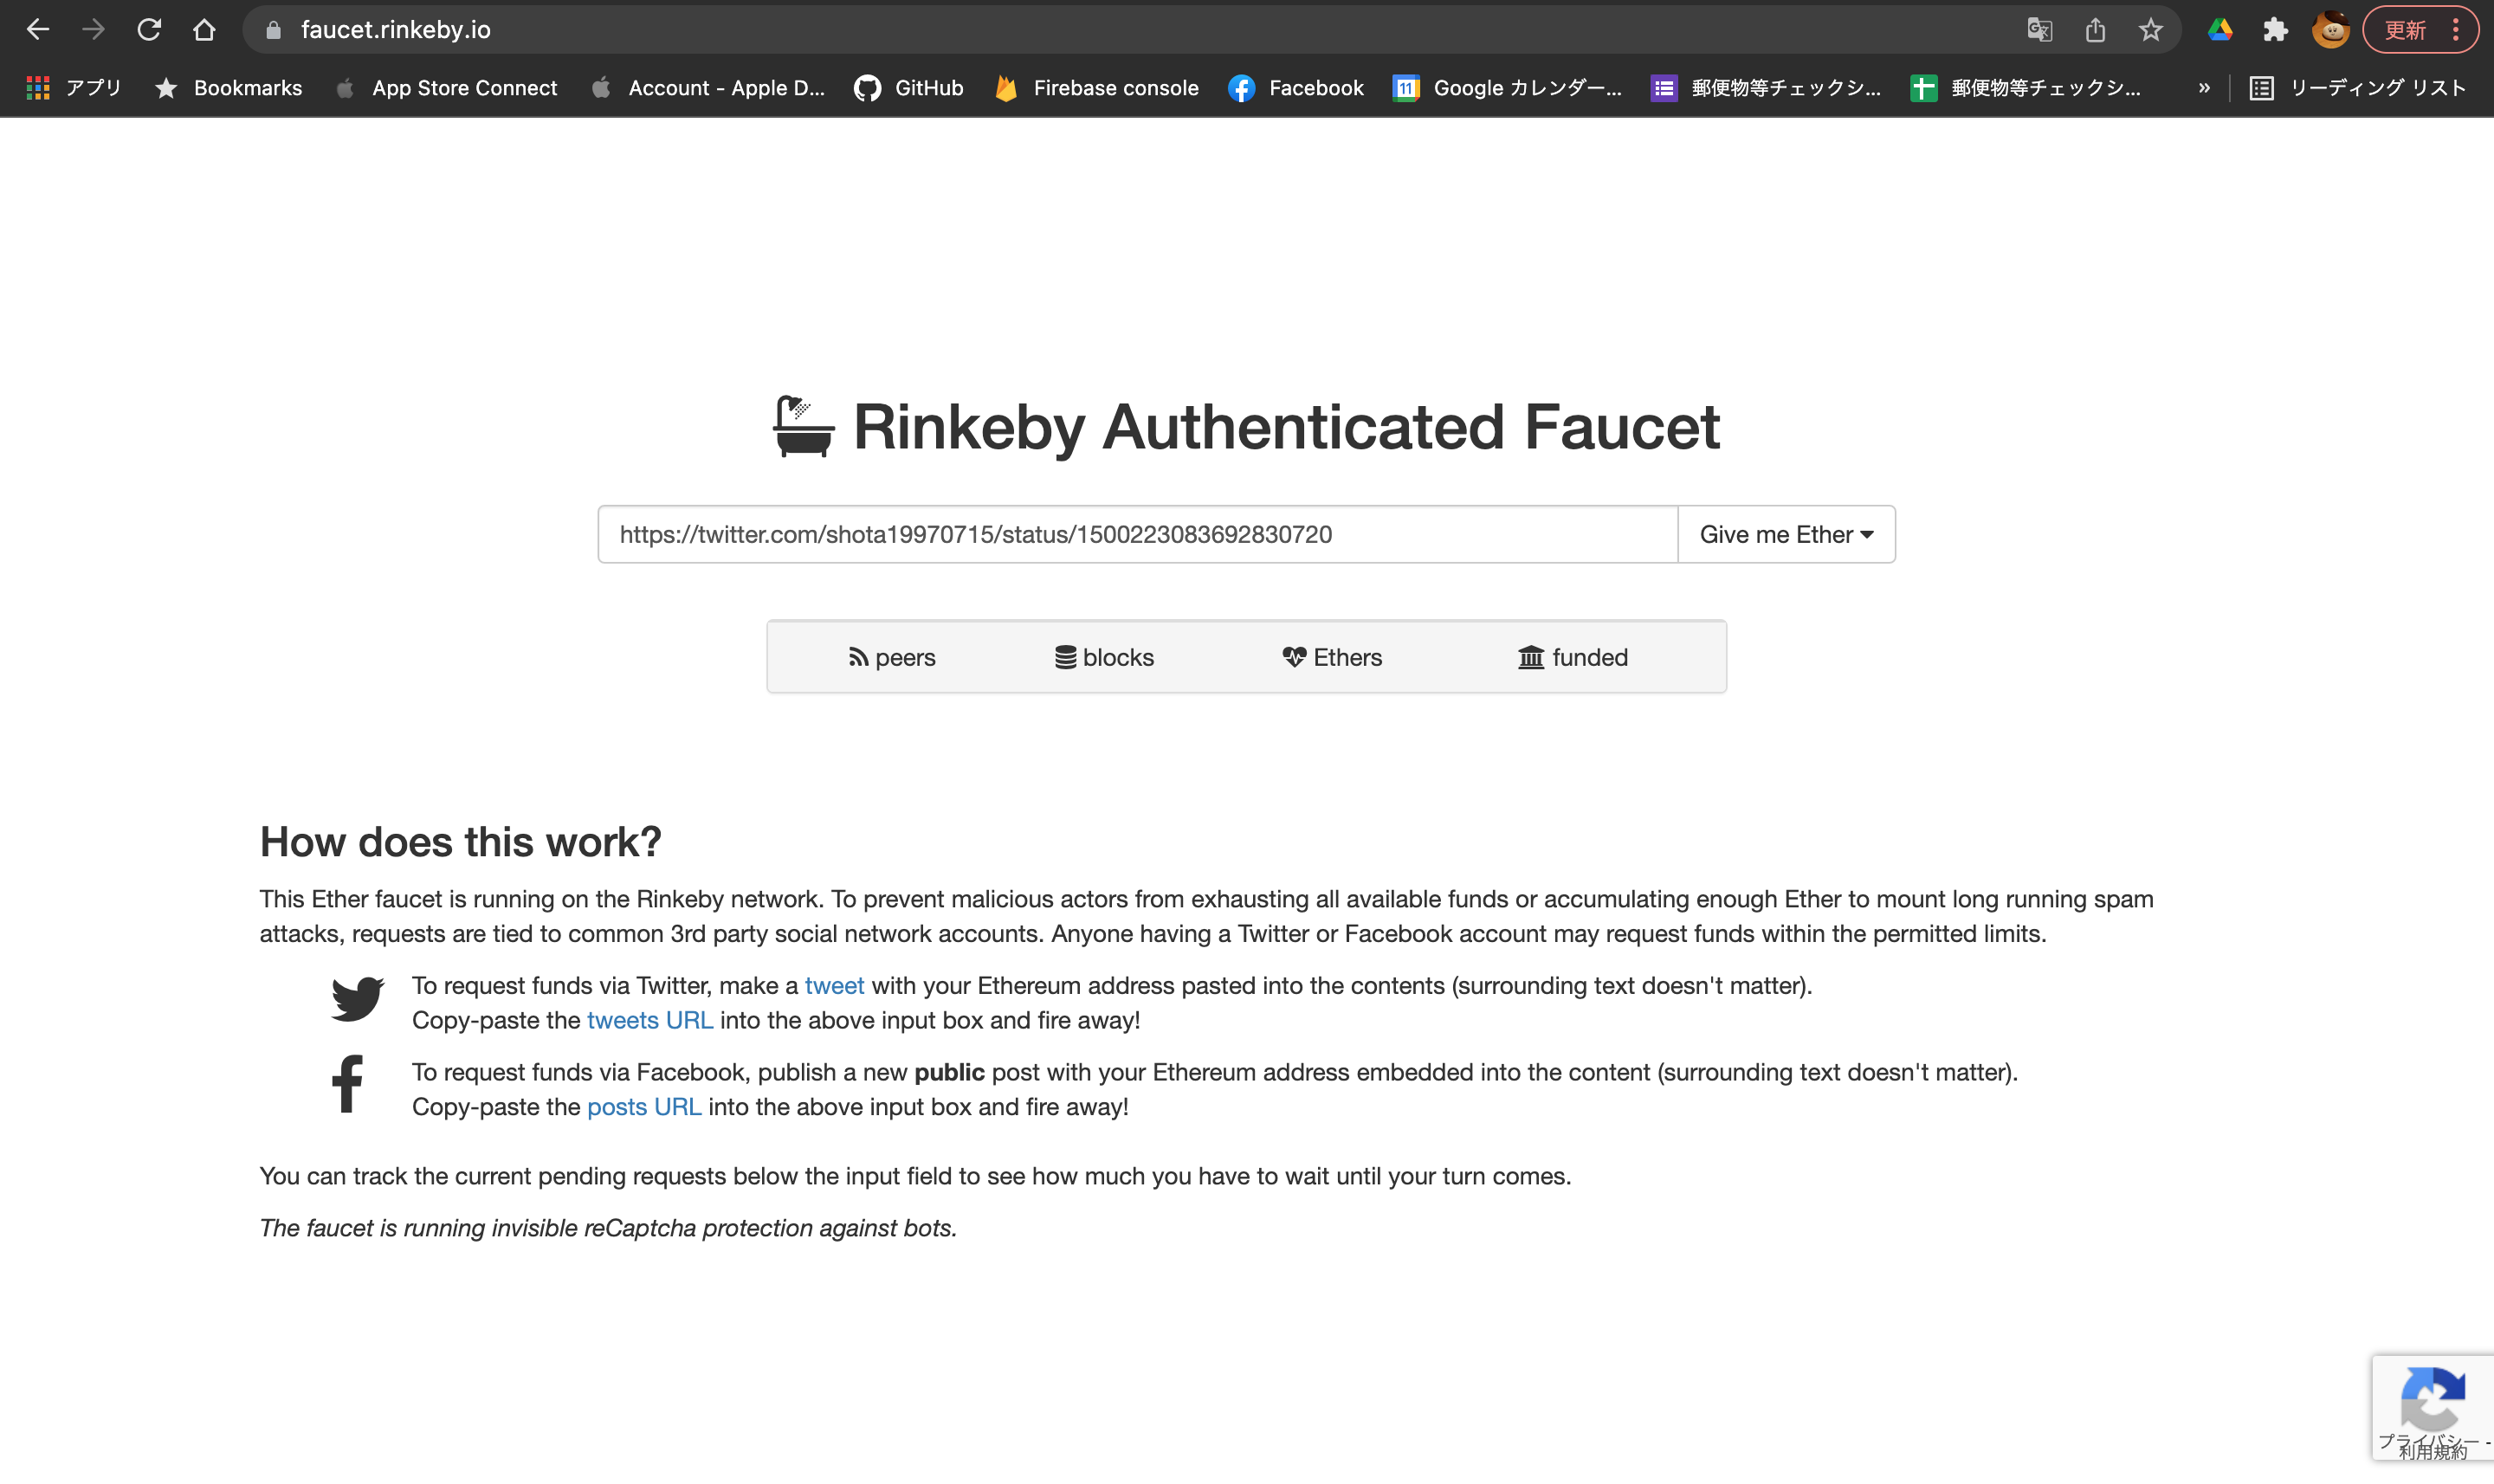 faucet.rinkeby.io
更新
アプリ Bookmarks App Store Connect Account - Apple D... GitHub Firebase console Facebook 11 Google カレンダー... 郵便物等チェックシ... 郵便物等チェックシ... » リーディング リスト
Rinkeby Authenticated Faucet
https://twitter.com/shota19970715/status/1500223083692830720 Give me Ether
peers blocks Ethers funded
How does this work?
This Ether faucet is running on the Rinkeby network. To prevent malicious actors from exhausting all available funds or accumulating enough Ether to mount long running spam
attacks, requests are tied to common 3rd party social network accounts. Anyone having a Twitter or Facebook account may request funds within the permitted limits.
To request funds via Twitter, make a tweet with your Ethereum address pasted into the contents (surrounding text doesn't matter).
Copy-paste the tweets URL into the above input box and fire away!
To request funds via Facebook, publish a new public post with your Ethereum address embedded into the content (surrounding text doesn't matter).
Copy-paste the posts URL into the above input box and fire away!
You can track the current pending requests below the input field to see how much you have to wait until your turn comes.
The faucet is running invisible reCaptcha protection against bots.
プライバシー -
利用規約